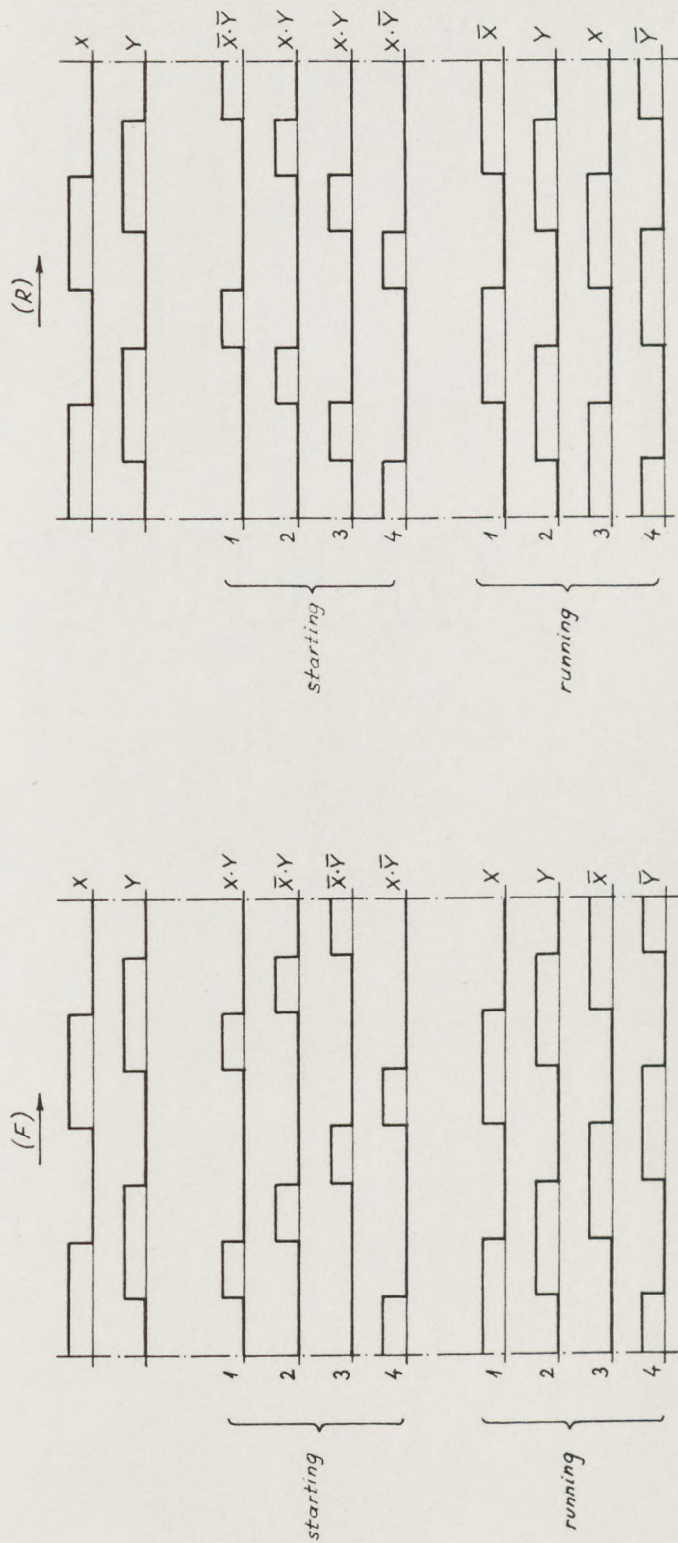 (F)
X
Y
starting
1 X·Y
2 X̅·Y
3 X̅·Y̅
4 X·Y̅
running
1 X
2 Y
3 X̅
4 Y̅
(R)
X
Y
starting
1 X̅·Y̅
2 X·Y
3 X·Y
4 X·Y̅
running
1 X̅
2 Y
3 X
4 Y̅